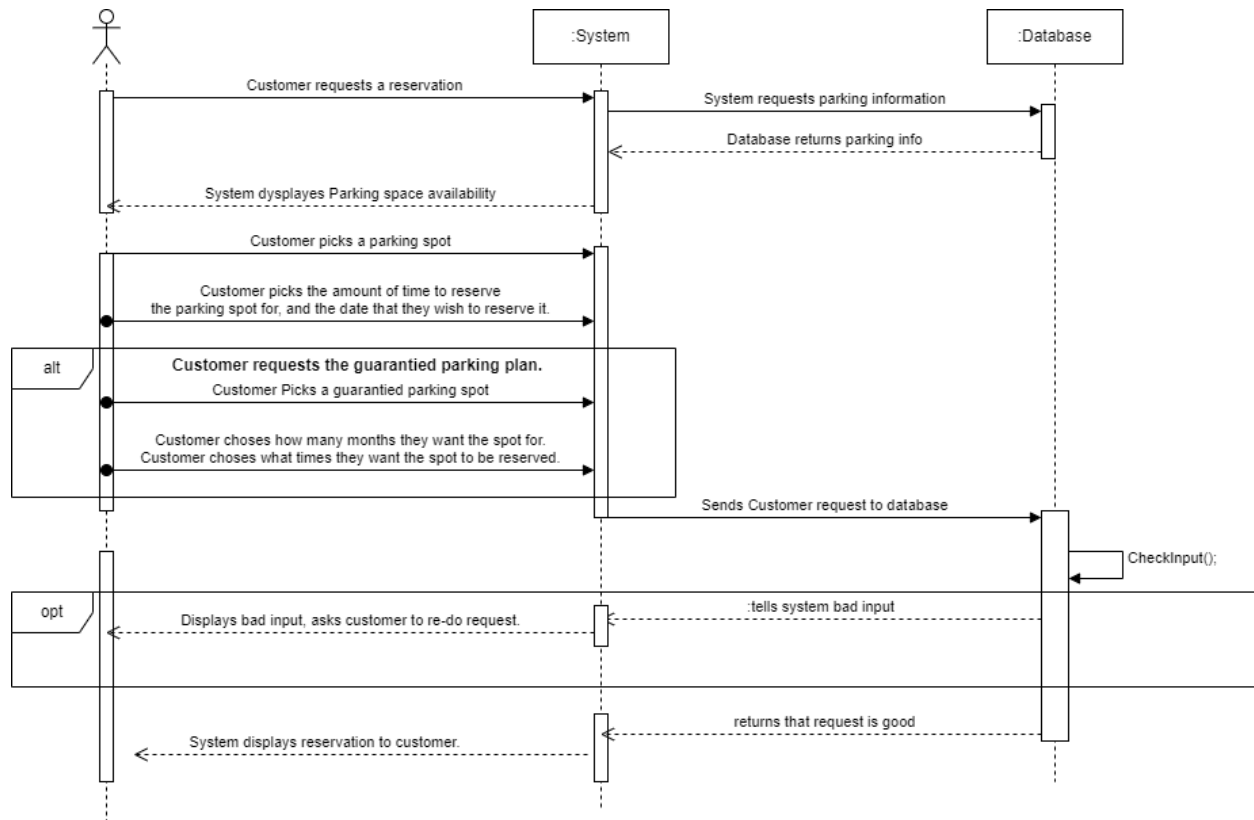 :System
:Database
Customer requests a reservation
System requests parking information
Database returns parking info
System dysplayes Parking space availability
Customer picks a parking spot
Customer picks the amount of time to reserve
the parking spot for, and the date that they wish to reserve it.
alt
Customer requests the guarantied parking plan.
Customer Picks a guarantied parking spot
Customer choses how many months they want the spot for.
Customer choses what times they want the spot to be reserved.
Sends Customer request to database
CheckInput();
opt
:tells system bad input
Displays bad input, asks customer to re-do request.
returns that request is good
System displays reservation to customer.